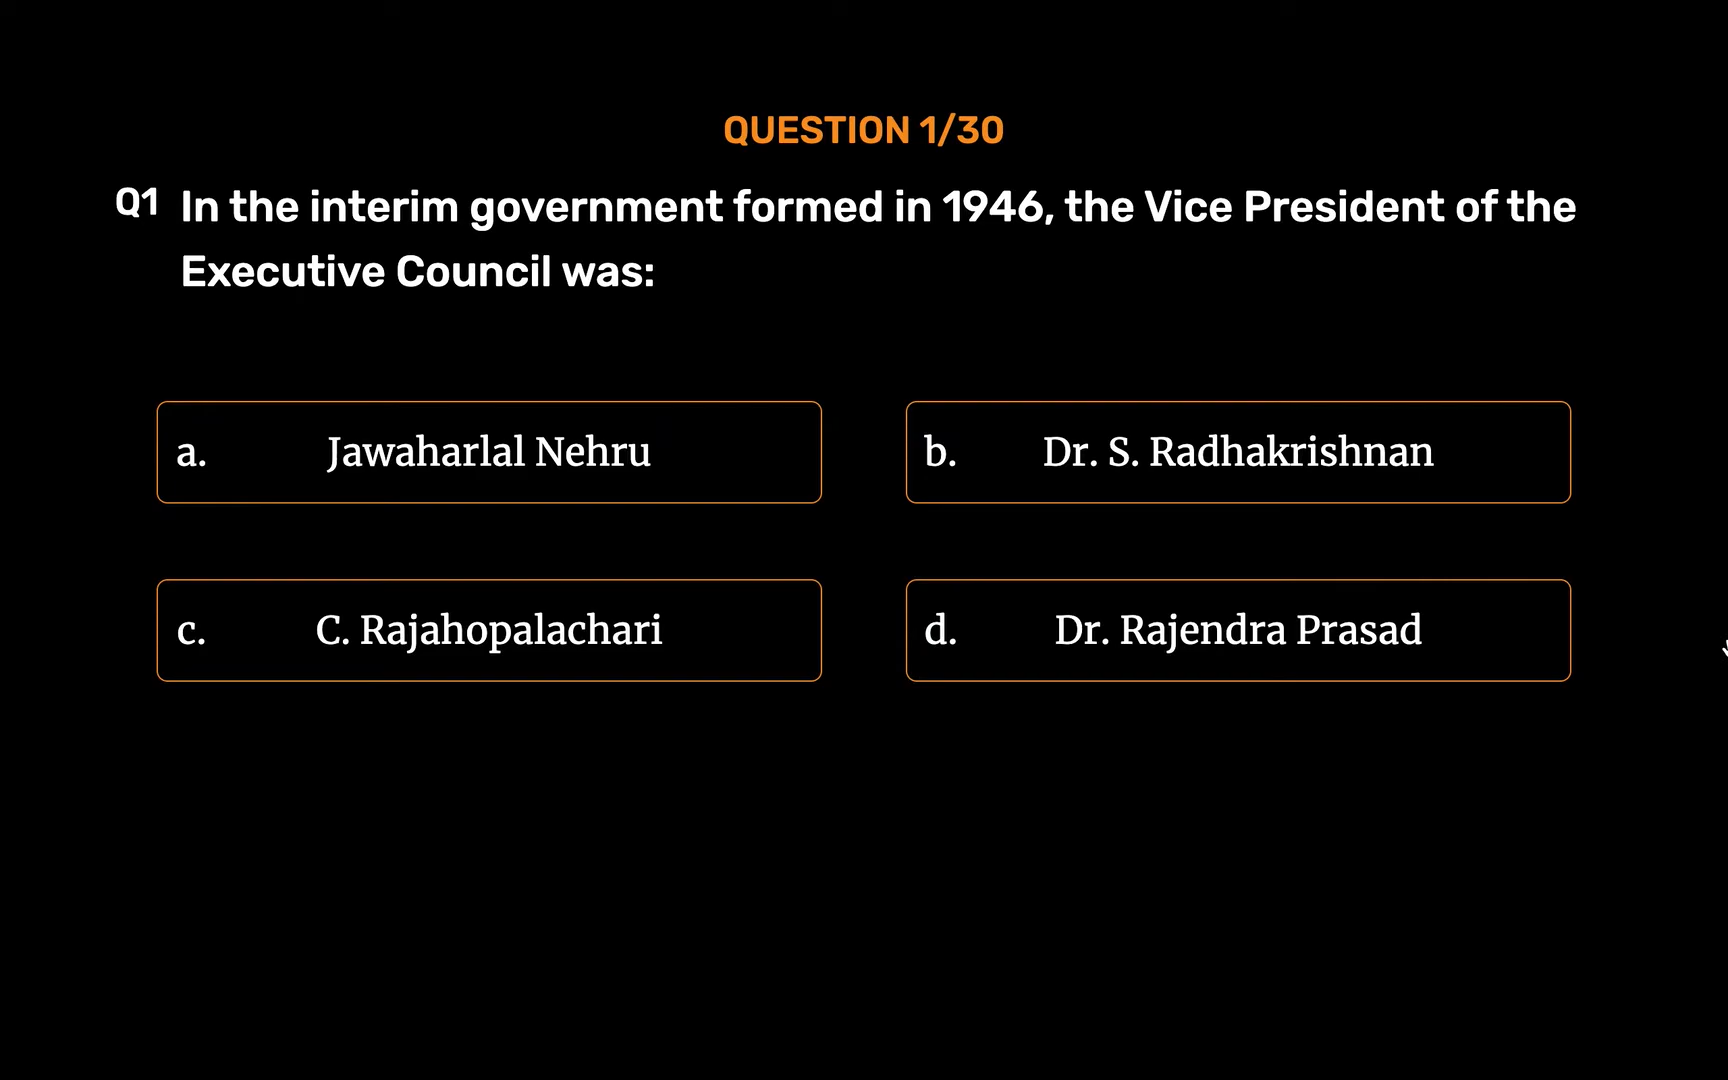 QUESTION 1/30
Q1 In the interim government formed in 1946, the Vice President of the
Executive Council was:
a. Jawaharlal Nehru
b. Dr. S. Radhakrishnan
c. C. Rajahopalachari
d. Dr. Rajendra Prasad